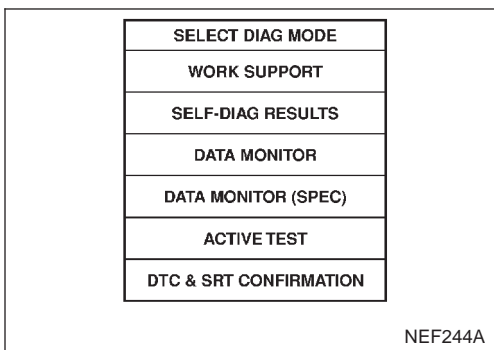 SELECT DIAG MODE
WORK SUPPORT
SELF-DIAG RESULTS
DATA MONITOR
DATA MONITOR (SPEC)
ACTIVE TEST
DTC & SRT CONFIRMATION
NEF244A